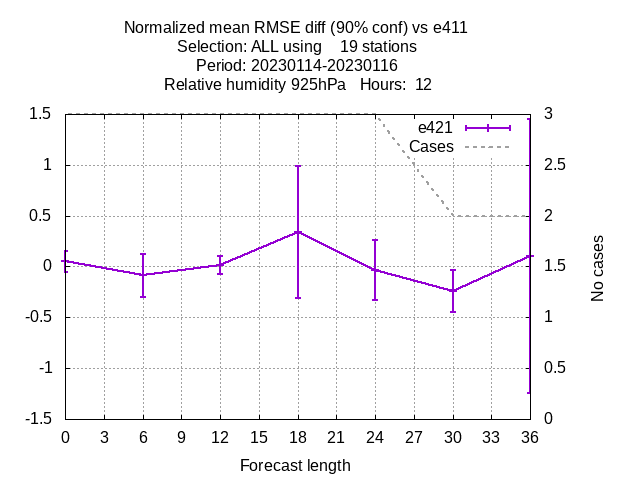 Normalized mean RMSE diff (90% conf) vs e411
Selection: ALL using    19 stations
Period: 20230114-20230116
Relative humidity 925hPa   Hours:  12
e421
Cases
1.5
1
0.5
0
-0.5
-1
-1.5
3
2.5
2
1.5
1
0.5
0
No cases
0 3 6 9 12 15 18 21 24 27 30 33 36
Forecast length